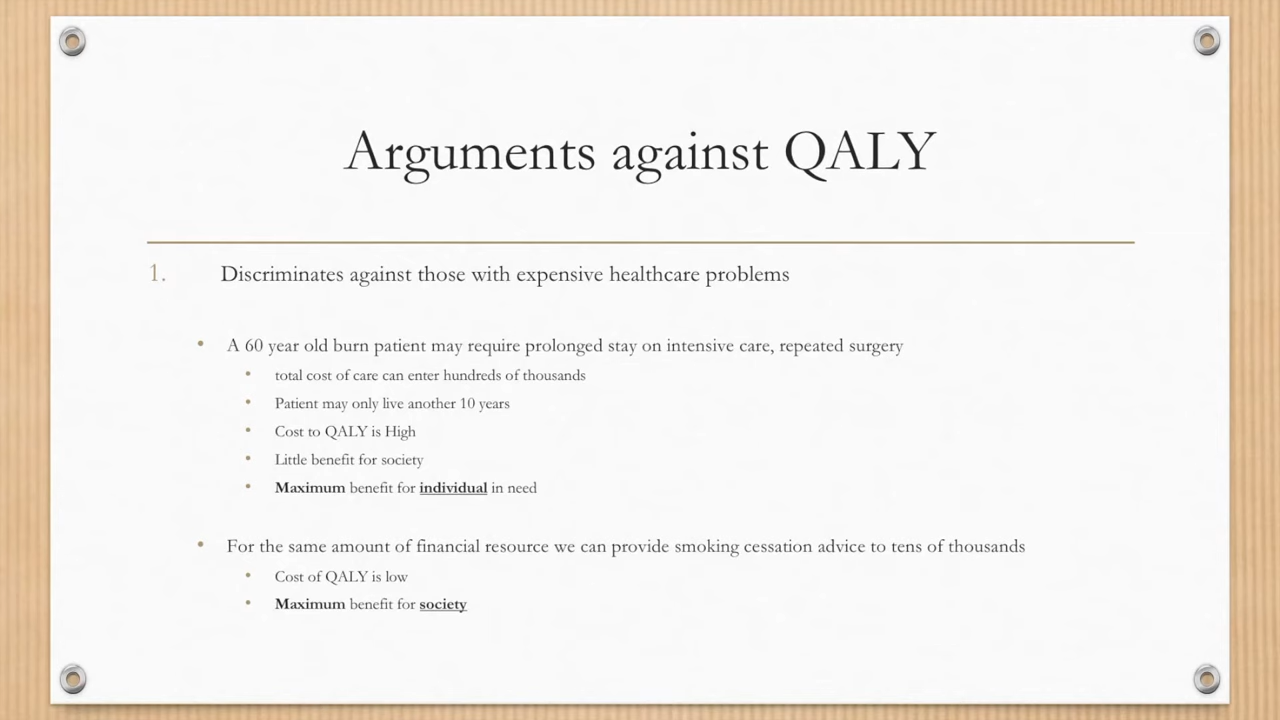 Arguments against QALY
1. Discriminates against those with expensive healthcare problems
• A 60 year old burn patient may require prolonged stay on intensive care, repeated surgery
• total cost of care can enter hundreds of thousands
• Patient may only live another 10 years
• Cost to QALY is High
• Little benefit for society
• Maximum benefit for individual in need
• For the same amount of financial resource we can provide smoking cessation advice to tens of thousands
• Cost of QALY is low
• Maximum benefit for society